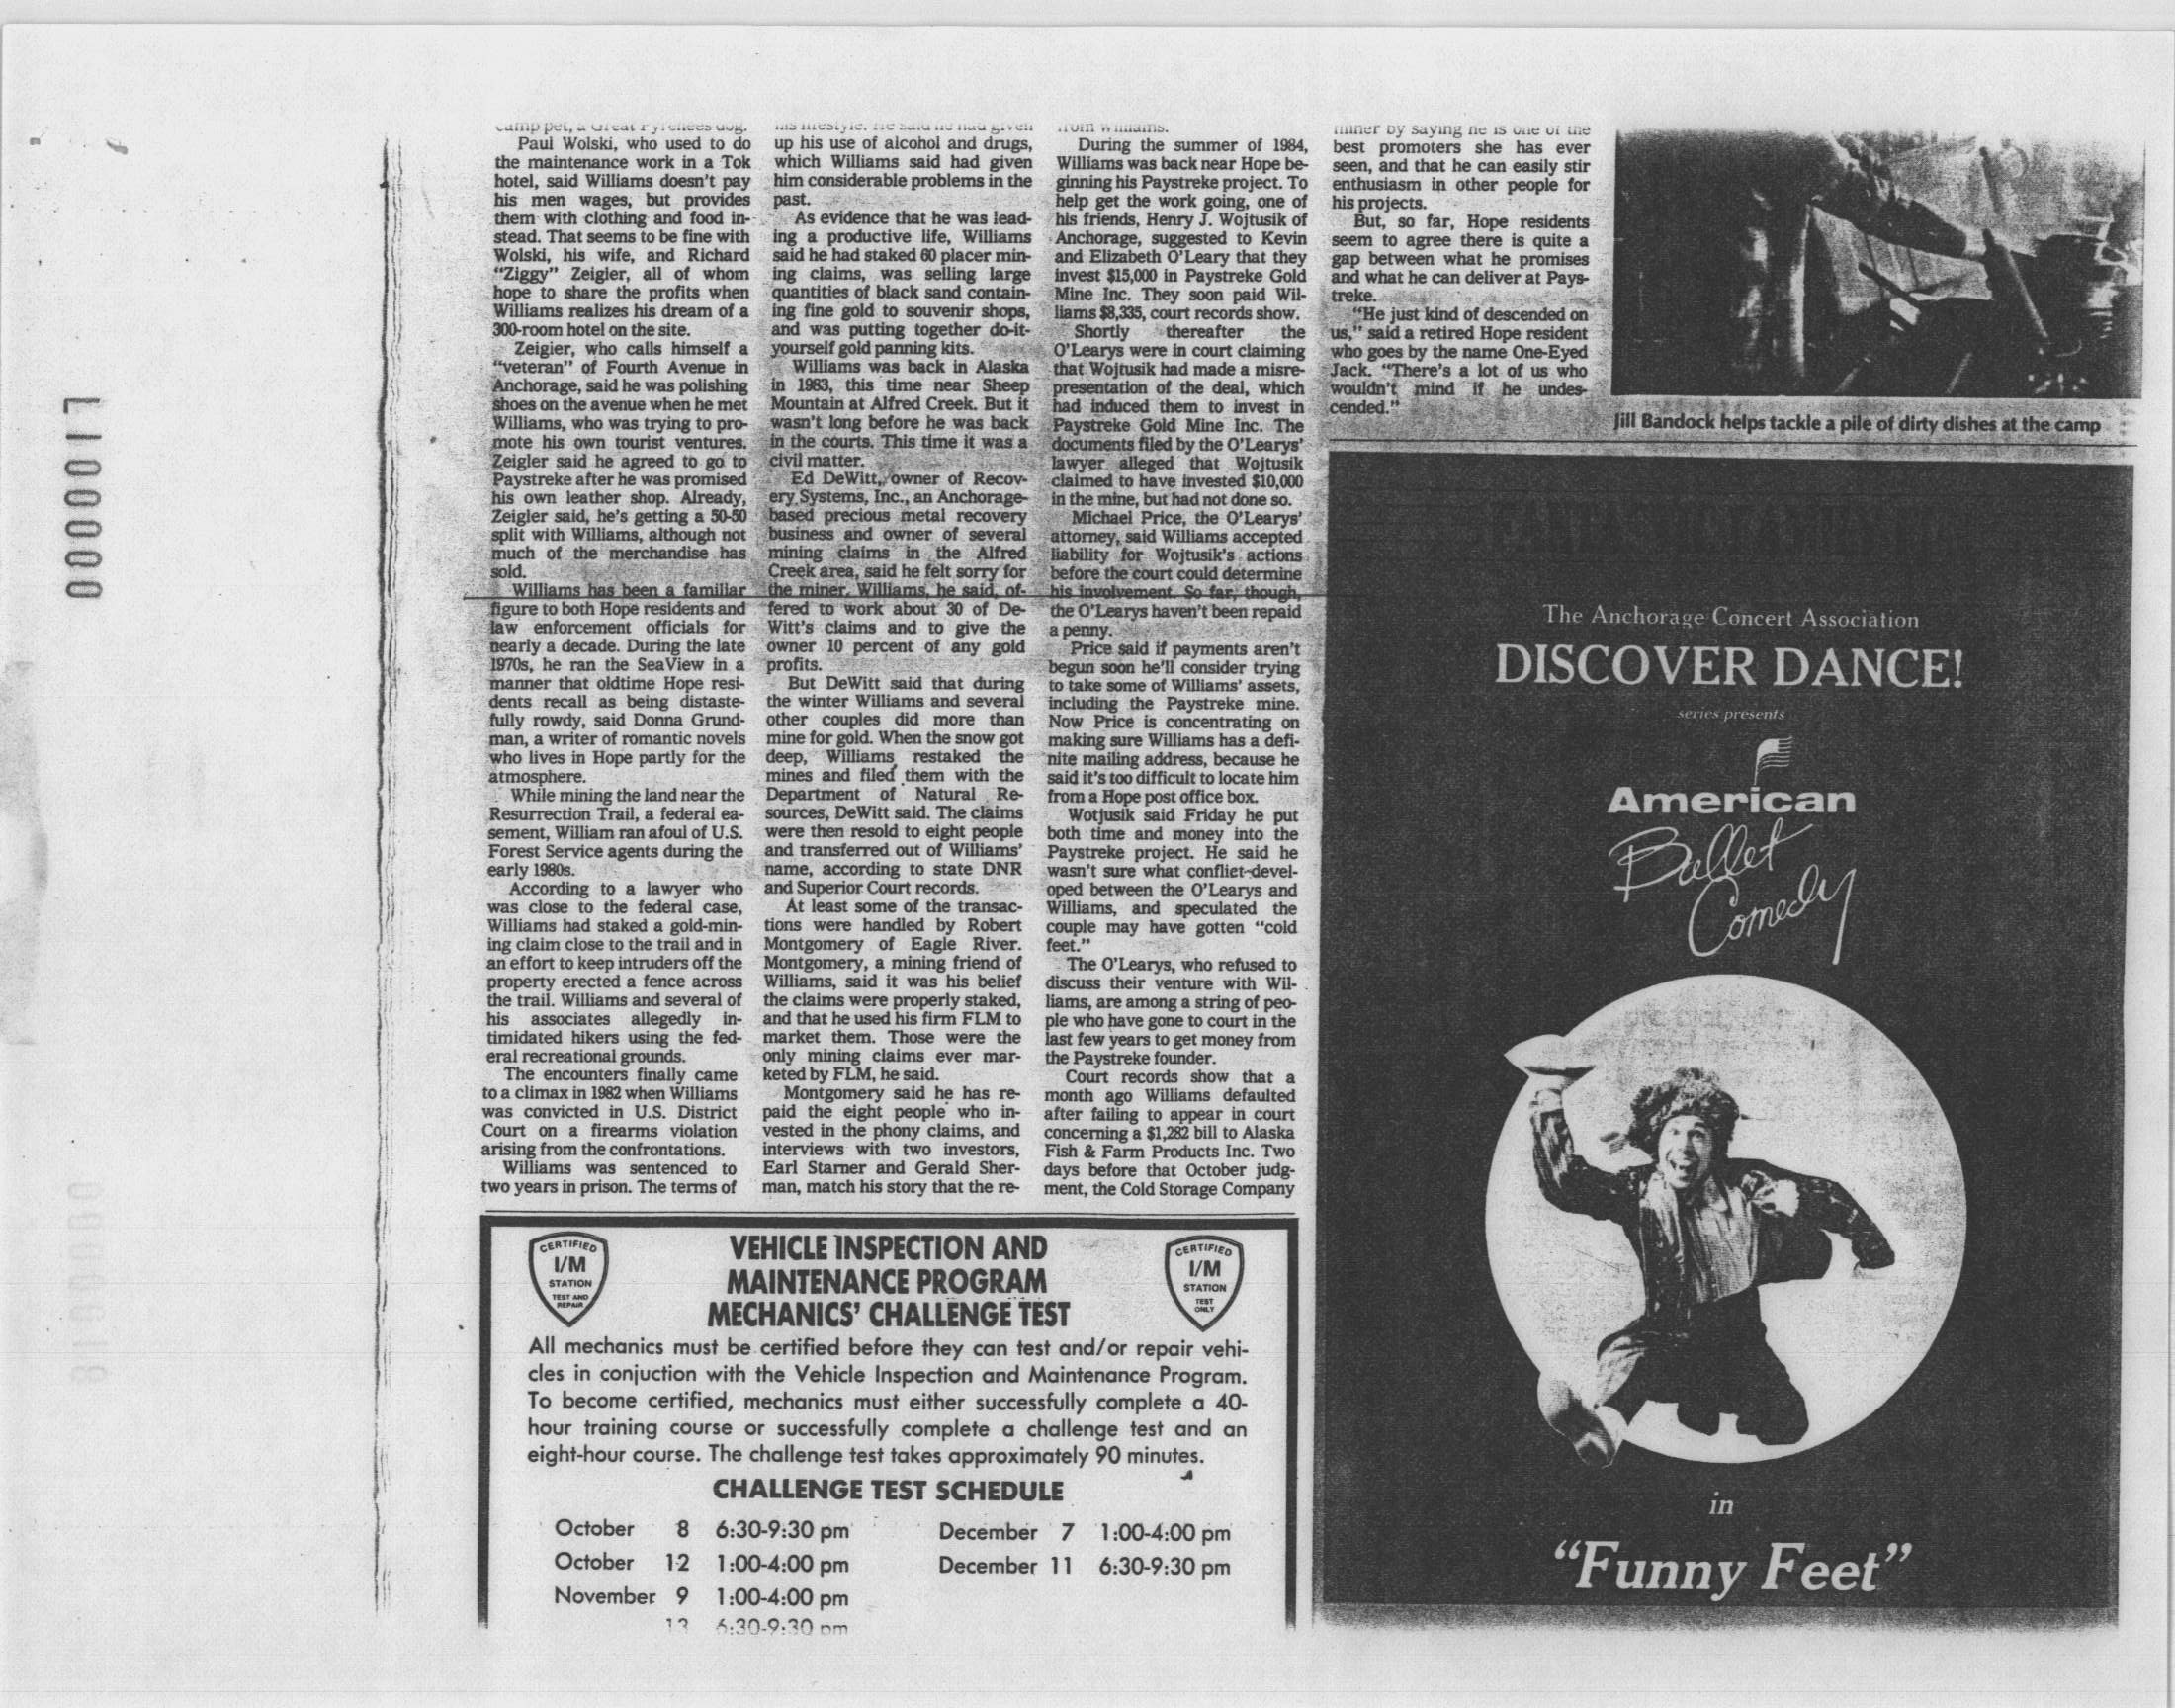 000017
000018
camp pet, a Great Pyrenees dog.
Paul Wolski, who used to do
the maintenance work in a Tok
hotel, said Williams doesn't pay
his men wages, but provides
them with clothing and food in-
stead. That seems to be fine with
Wolski, his wife, and Richard
"Ziggy" Zeigler, all of whom
hope to share the profits when
Williams realizes his dream of a
300-room hotel on the site.
Zeigier, who calls himself a
"veteran" of Fourth Avenue in
Anchorage, said he was polishing
shoes on the avenue when he met
Williams, who was trying to pro-
mote his own tourist ventures.
Zeigler said he agreed to go to
Paystreke after he was promised
his own leather shop. Already,
Zeigler said, he's getting a 50-50
split with Williams, although not
much of the merchandise has
sold.
Williams has been a familiar
figure to both Hope residents and
law enforcement officials for
nearly a decade. During the late
1970s, he ran the SeaView in a
manner that oldtime Hope resi-
dents recall as being distaste-
fully rowdy, said Donna Grund-
man, a writer of romantic novels
who lives in Hope partly for the
atmosphere.
While mining the land near the
Resurrection Trail, a federal ea-
sement, William ran afoul of U.S.
Forest Service agents during the
early 1980s.
According to a lawyer who
was close to the federal case,
Williams had staked a gold-min-
ing claim close to the trail and in
an effort to keep intruders off the
property erected a fence across
the trail. Williams and several of
his associates allegedly in-
timidated hikers using the fed-
eral recreational grounds.
The encounters finally came
to a climax in 1982 when Williams
was convicted in U.S. District
Court on a firearms violation
arising from the confrontations.
Williams was sentenced to
two years in prison. The terms of
his lifestyle. He said he had given
up his use of alcohol and drugs,
which Williams said had given
him considerable problems in the
past.
As evidence that he was lead-
ing a productive life, Williams
said he had staked 60 placer min-
ing claims, was selling large
quantities of black sand contain-
ing fine gold to souvenir shops,
and was putting together do-it-
yourself gold panning kits.
Williams was back in Alaska
in 1983, this time near Sheep
Mountain at Alfred Creek. But it
wasn't long before he was back
in the courts. This time it was a
civil matter.
Ed DeWitt, owner of Recov-
ery Systems, Inc., an Anchorage-
based precious metal recovery
business and owner of several
mining claims in the Alfred
Creek area, said he felt sorry for
the miner. Williams, he said, of-
fered to work about 30 of De-
Witt's claims and to give the
owner 10 percent of any gold
profits.
But DeWitt said that during
the winter Williams and several
other couples did more than
mine for gold. When the snow got
deep, Williams restaked the
mines and filed them with the
Department of Natural Re-
sources, DeWitt said. The claims
were then resold to eight people
and transferred out of Williams'
name, according to state DNR
and Superior Court records.
At least some of the transac-
tions were handled by Robert
Montgomery of Eagle River.
Montgomery, a mining friend of
Williams, said it was his belief
the claims were properly staked,
and that he used his firm FLM to
market them. Those were the
only mining claims ever mar-
keted by FLM, he said.
Montgomery said he has re-
paid the eight people who in-
vested in the phony claims, and
interviews with two investors,
Earl Starner and Gerald Sher-
man, match his story that the re-
from Williams.
During the summer of 1984,
Williams was back near Hope be-
ginning his Paystreke project. To
help get the work going, one of
his friends, Henry J. Wojtusik of
Anchorage, suggested to Kevin
and Elizabeth O'Leary that they
invest $15,000 in Paystreke Gold
Mine Inc. They soon paid Wil-
liams $8,335, court records show.
Shortly thereafter the
O'Learys were in court claiming
that Wojtusik had made a misre-
presentation of the deal, which
had induced them to invest in
Paystreke Gold Mine Inc. The
documents filed by the O'Learys'
lawyer alleged that Wojtusik
claimed to have invested $10,000
in the mine, but had not done so.
Michael Price, the O'Learys'
attorney, said Williams accepted
liability for Wojtusik's actions
before the court could determine
his involvement. So far, though,
the O'Learys haven't been repaid
a penny.
Price said if payments aren't
begun soon he'll consider trying
to take some of Williams' assets,
including the Paystreke mine.
Now Price is concentrating on
making sure Williams has a defi-
nite mailing address, because he
said it's too difficult to locate him
from a Hope post office box.
Wotjusik said Friday he put
both time and money into the
Paystreke project. He said he
wasn't sure what conflict devel-
oped between the O'Learys and
Williams, and speculated the
couple may have gotten "cold
feet."
The O'Learys, who refused to
discuss their venture with Wil-
liams, are among a string of peo-
ple who have gone to court in the
last few years to get money from
the Paystreke founder.
Court records show that a
month ago Williams defaulted
after failing to appear in court
concerning a $1,282 bill to Alaska
Fish & Farm Products Inc. Two
days before that October judg-
ment, the Cold Storage Company
miner by saying he is one of the
best promoters she has ever
seen, and that he can easily stir
enthusiasm in other people for
his projects.
But, so far, Hope residents
seem to agree there is quite a
gap between what he promises
and what he can deliver at Pays-
treke.
"He just kind of descended on
us," said a retired Hope resident
who goes by the name One-Eyed
Jack. "There's a lot of us who
wouldn't mind if he undes-
cended."
Jill Bandock helps tackle a pile of dirty dishes at the camp
The Anchorage Concert Association
DISCOVER DANCE!
series presents
American
Ballet
Comedy
in
"Funny Feet"
CERTIFIED
I/M
STATION
TEST AND
REPAIR
VEHICLE INSPECTION AND
MAINTENANCE PROGRAM
MECHANICS' CHALLENGE TEST
CERTIFIED
I/M
STATION
TEST
ONLY
All mechanics must be certified before they can test and/or repair vehi-
cles in conjuction with the Vehicle Inspection and Maintenance Program.
To become certified, mechanics must either successfully complete a 40-
hour training course or successfully complete a challenge test and an
eight-hour course. The challenge test takes approximately 90 minutes.
CHALLENGE TEST SCHEDULE
October 8 6:30-9:30 pm
October 12 1:00-4:00 pm
November 9 1:00-4:00 pm
13 6:30-9:30 pm
December 7 1:00-4:00 pm
December 11 6:30-9:30 pm